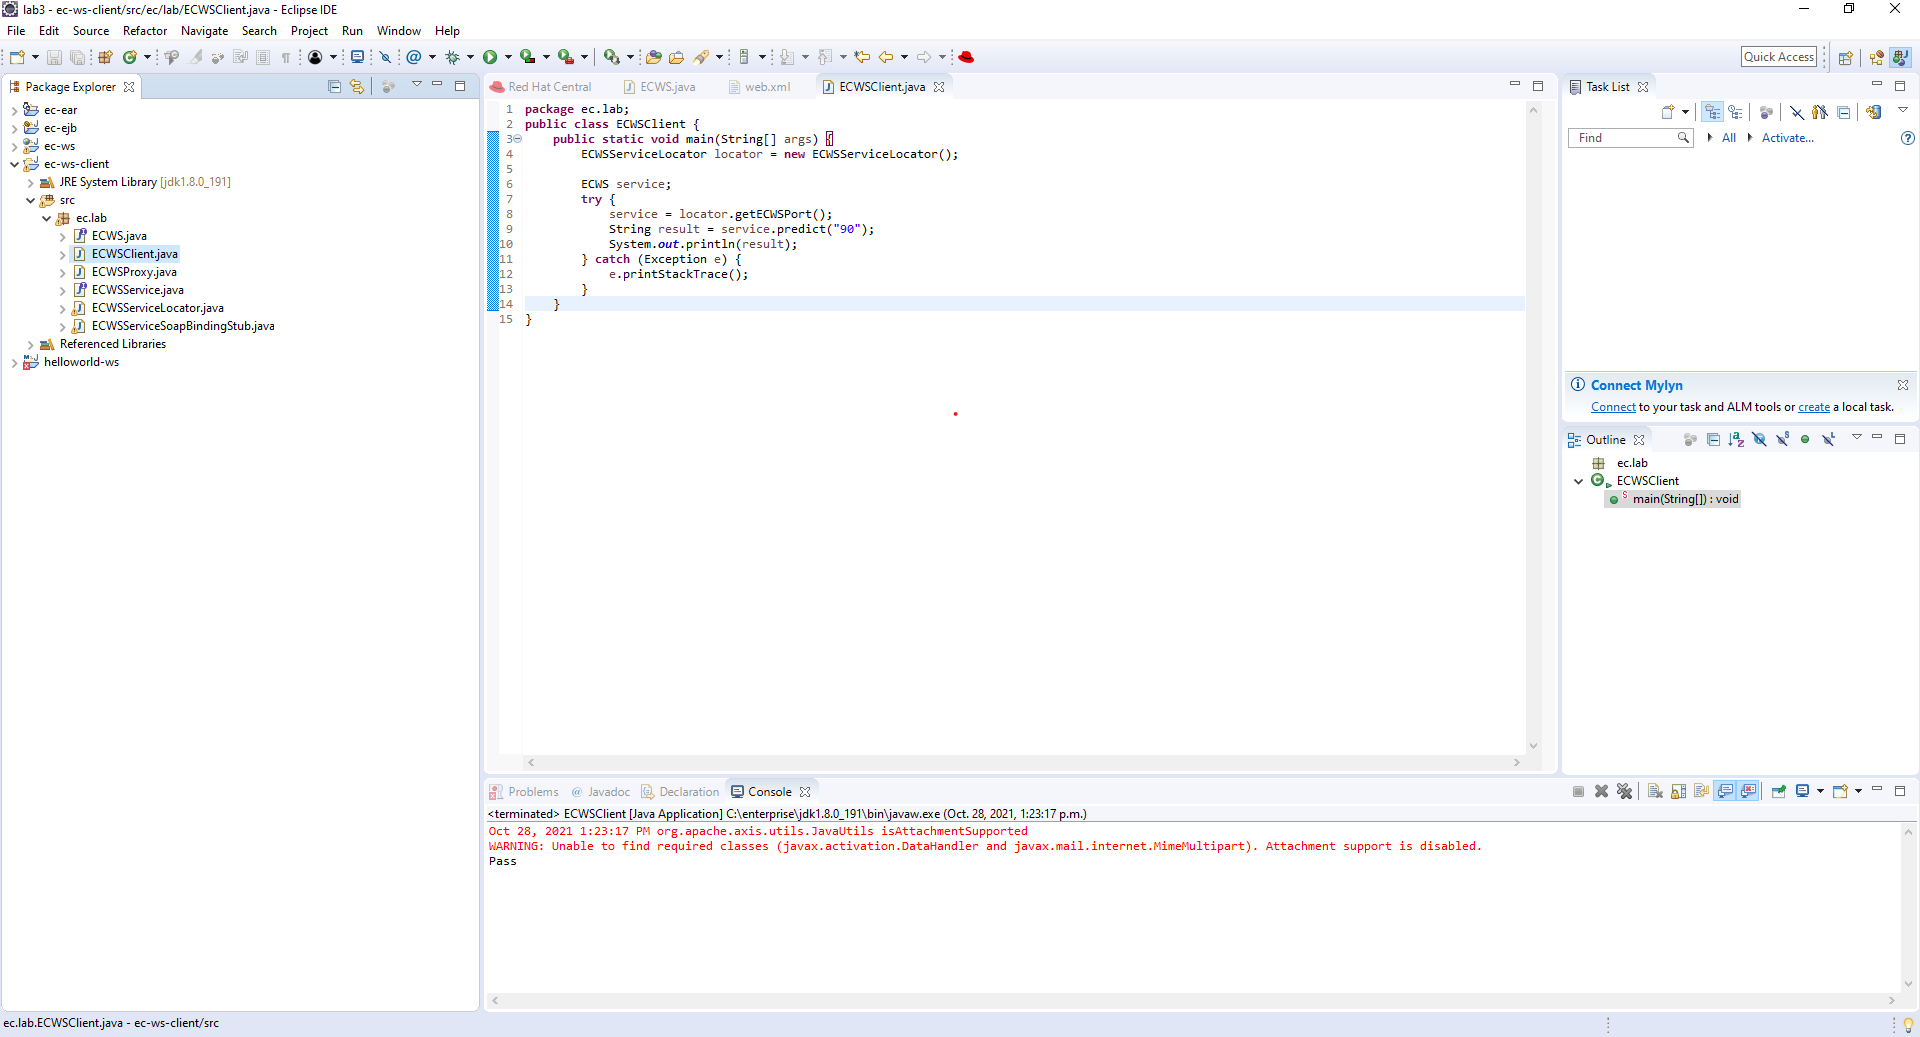 lab3 - ec-ws-client/src/ec/lab/ECWSClient.java - Eclipse IDE
File Edit Source Refactor Navigate Search Project Run Window Help
Quick Access
Package Explorer
ec-ear
ec-ejb
ec-ws
ec-ws-client
JRE System Library [jdk1.8.0_191]
src
ec.lab
ECWS.java
ECWSClient.java
ECWSProxy.java
ECWSService.java
ECWSServiceLocator.java
ECWSServiceSoapBindingStub.java
Referenced Libraries
helloworld-ws
Red Hat Central ECWS.java web.xml ECWSClient.java
1 package ec.lab;
2 public class ECWSClient {
3 public static void main(String[] args) {
4 ECWSServiceLocator locator = new ECWSServiceLocator();
5
6 ECWS service;
7 try {
8 service = locator.getECWSPort();
9 String result = service.predict("90");
10 System.out.println(result);
11 } catch (Exception e) {
12 e.printStackTrace();
13 }
14 }
15 }
Task List
Find All Activate...
Connect Mylyn
Connect to your task and ALM tools or create a local task.
Outline
ec.lab
ECWSClient
main(String[]) : void
Problems @ Javadoc Declaration Console
<terminated> ECWSClient [Java Application] C:\enterprise\jdk1.8.0_191\bin\javaw.exe (Oct. 28, 2021, 1:23:17 p.m.)
Oct 28, 2021 1:23:17 PM org.apache.axis.utils.JavaUtils isAttachmentSupported
WARNING: Unable to find required classes (javax.activation.DataHandler and javax.mail.internet.MimeMultipart). Attachment support is disabled.
Pass
ec.lab.ECWSClient.java - ec-ws-client/src